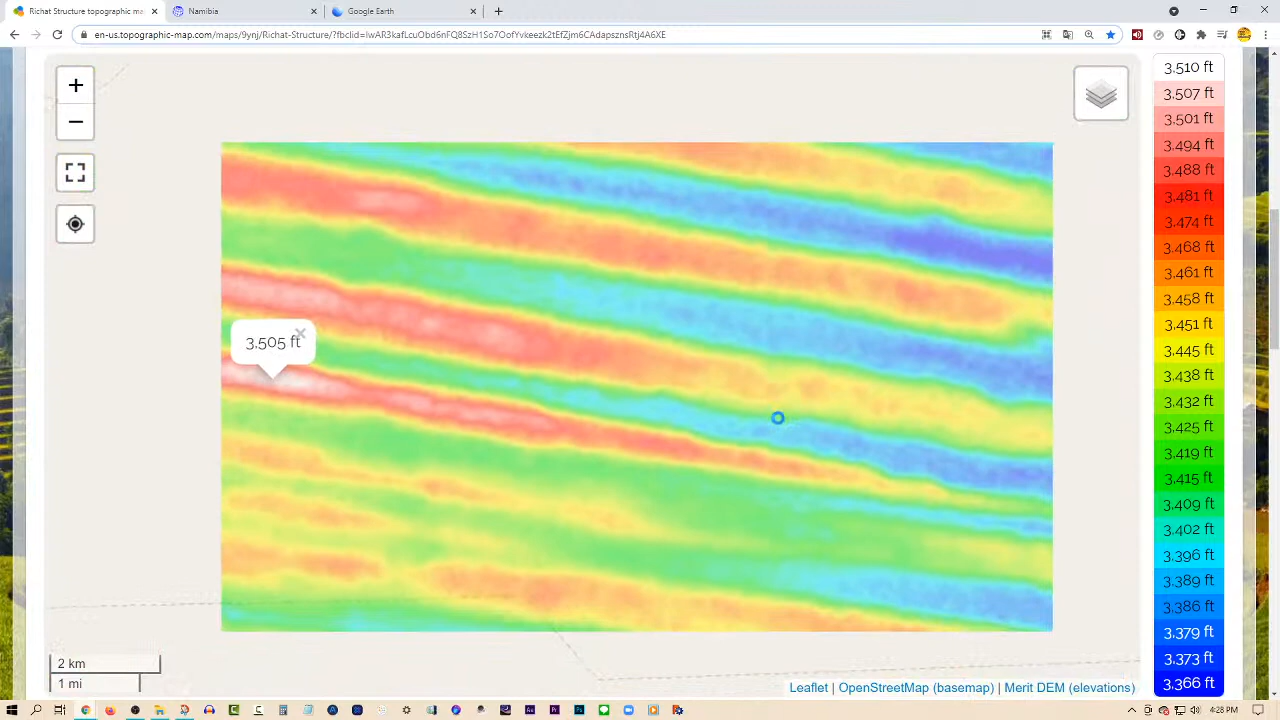 Richat Structure topographic ma
Namibia
Google Earth
en-us.topographic-map.com/maps/9ynj/Richat-Structure/?fbclid=
3,510 ft
3,507 ft
3,501 ft
3,494 ft
3,488 ft
3,481 ft
3,474 ft
3,468 ft
3,461 ft
3,458 ft
3,451 ft
3,445 ft
3,438 ft
3,432 ft
3,425 ft
3,419 ft
3,415 ft
3,409 ft
3,402 ft
3,396 ft
3,389 ft
3,386 ft
3,379 ft
3,373 ft
3,366 ft
3,505 ft
2 km
1 mi
Leaflet | OpenStreetMap (basemap) | Merit DEM (elevations)
4:28 PM